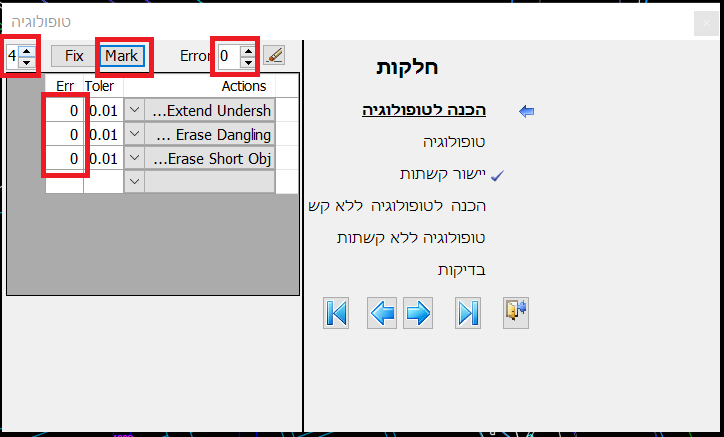 טופולוגיה
4 Fix Mark Error 0
Err Toler Actions
0 0.01 ...Extend Undersh
0 0.01 ... Erase Dangling
0 0.01 ...Erase Short Obj
חלקות
הכנה לטופולוגיה
טופולוגיה
יישור קשתות
הכנה לטופולוגיה ללא קש
טופולוגיה ללא קשתות
בדיקות